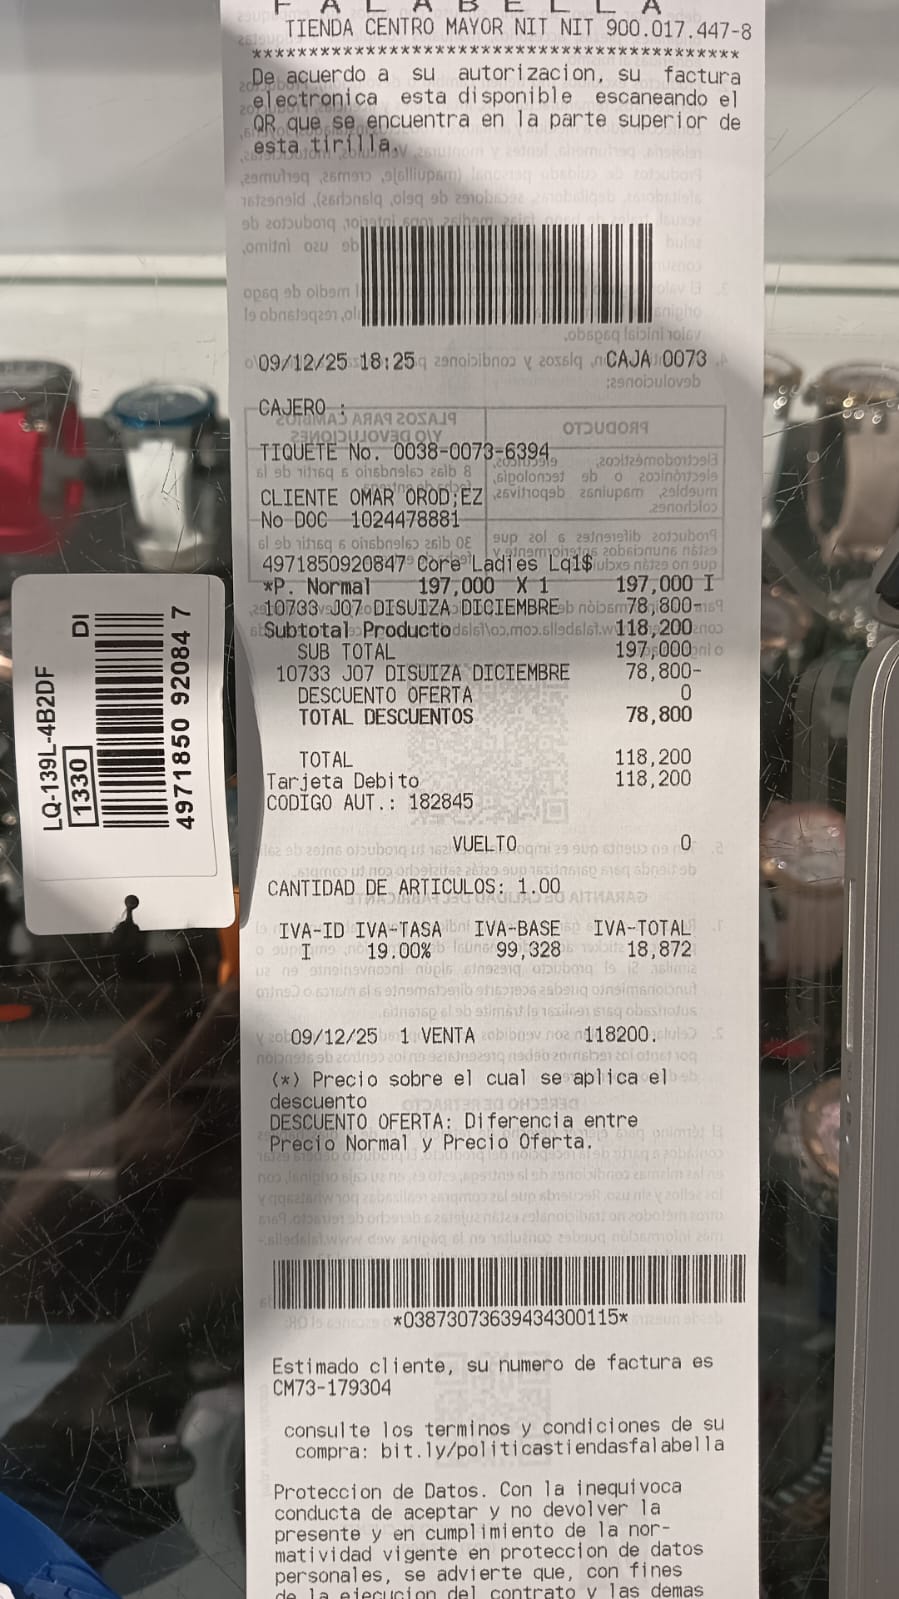 F A L A B E L L A
TIENDA CENTRO MAYOR NIT NIT 900.017.447-8
******************************************
De acuerdo a su autorizacion, su factura
electronica esta disponible escaneando el
QR que se encuentra en la parte superior de
esta tirilla.
09/12/25 18:25 CAJA 0073
CAJERO :
TIQUETE No. 0038-0073-6394
CLIENTE OMAR OROD;EZ
No DOC 1024478881
4971850920847 Core Ladies Lq1$
*P. Normal 197,000 X 1 197,000 I
10733 J07 DISUIZA DICIEMBRE 78,800-
Subtotal Producto 118,200
SUB TOTAL 197,000
10733 J07 DISUIZA DICIEMBRE 78,800-
DESCUENTO OFERTA 0
TOTAL DESCUENTOS 78,800
TOTAL 118,200
Tarjeta Debito 118,200
CODIGO AUT.: 182845
VUELTO 0
CANTIDAD DE ARTICULOS: 1.00
IVA-ID IVA-TASA IVA-BASE IVA-TOTAL
I 19.00% 99,328 18,872
09/12/25 1 VENTA 118200.
(*) Precio sobre el cual se aplica el
descuento
DESCUENTO OFERTA: Diferencia entre
Precio Normal y Precio Oferta.
*03873073639434300115*
Estimado cliente, su numero de factura es
CM73-179304
consulte los terminos y condiciones de su
compra: bit.ly/politicastiendasfalabella
Proteccion de Datos. Con la inequivoca
conducta de aceptar y no devolver la
presente y en cumplimiento de la nor-
matividad vigente en proteccion de datos
personales, se advierte que, con fines
de la ejecucion del contrato y las demas
LQ-139L-4B2DF
1330 DI
4971850 92084 7